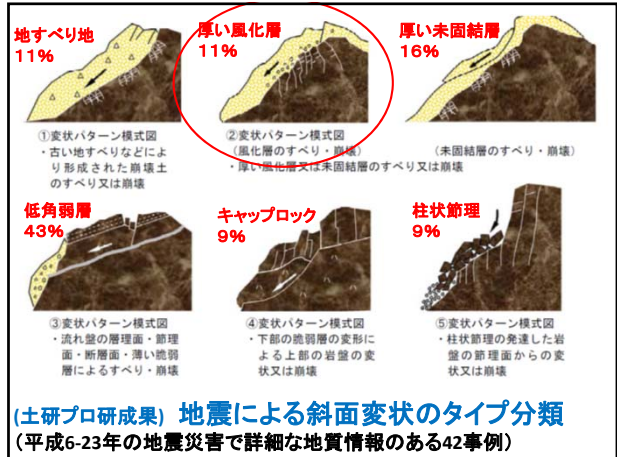 地すべり地
11%
厚い風化層
11%
厚い未固結層
16%
①変状パターン模式図
・古い地すべりなどによ
り形成された崩壊土
のすべり又は崩壊
②変状パターン模式図
(風化層のすべり・崩壊)
(未固結層のすべり・崩壊)
・厚い風化層又は未固結層のすべり又は崩壊
低角弱層
43%
キャップロック
9%
柱状節理
9%
③変状パターン模式図
・流れ盤の層理面・節理
面・断層面・薄い脆弱
層によるすべり・崩壊
④変状パターン模式図
・下部の脆弱層の変形に
よる上部の岩盤の変
状又は崩壊
⑤変状パターン模式図
・柱状節理の発達した岩
盤の節理面からの変
状又は崩壊
(土研プロ研成果) 地震による斜面変状のタイプ分類
(平成6-23年の地震災害で詳細な地質情報のある42事例)